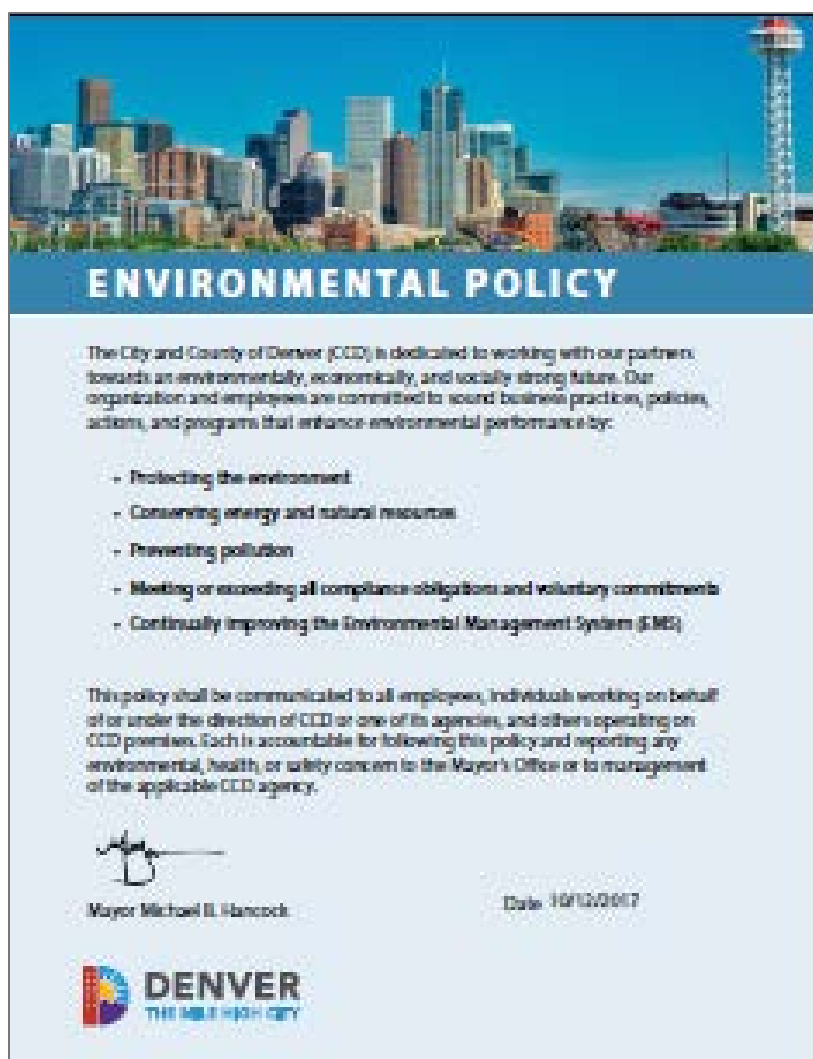 ENVIRONMENTAL POLICY
The City and County of Denver (CCD) is dedicated to working with our partners
towards an environmentally, economically, and socially strong future. Our
organization and employees are committed to sound business practices, policies,
actions, and programs that enhance environmental performance by:
• Protecting the environment
• Conserving energy and natural resources
• Preventing pollution
• Meeting or exceeding all compliance obligations and voluntary commitments
• Continually improving the Environmental Management System (EMS)
This policy shall be communicated to all employees, individuals working on behalf
of or under the direction of CCD or one of its agencies, and others operating on
CCD premises. Each is accountable for following this policy and reporting any
environmental, health, or safety concern to the Mayor's Office or to management
of the applicable CCD agency.
Mayor Michael B. Hancock
Date 10/12/2017
DENVER
THE MILE HIGH CITY